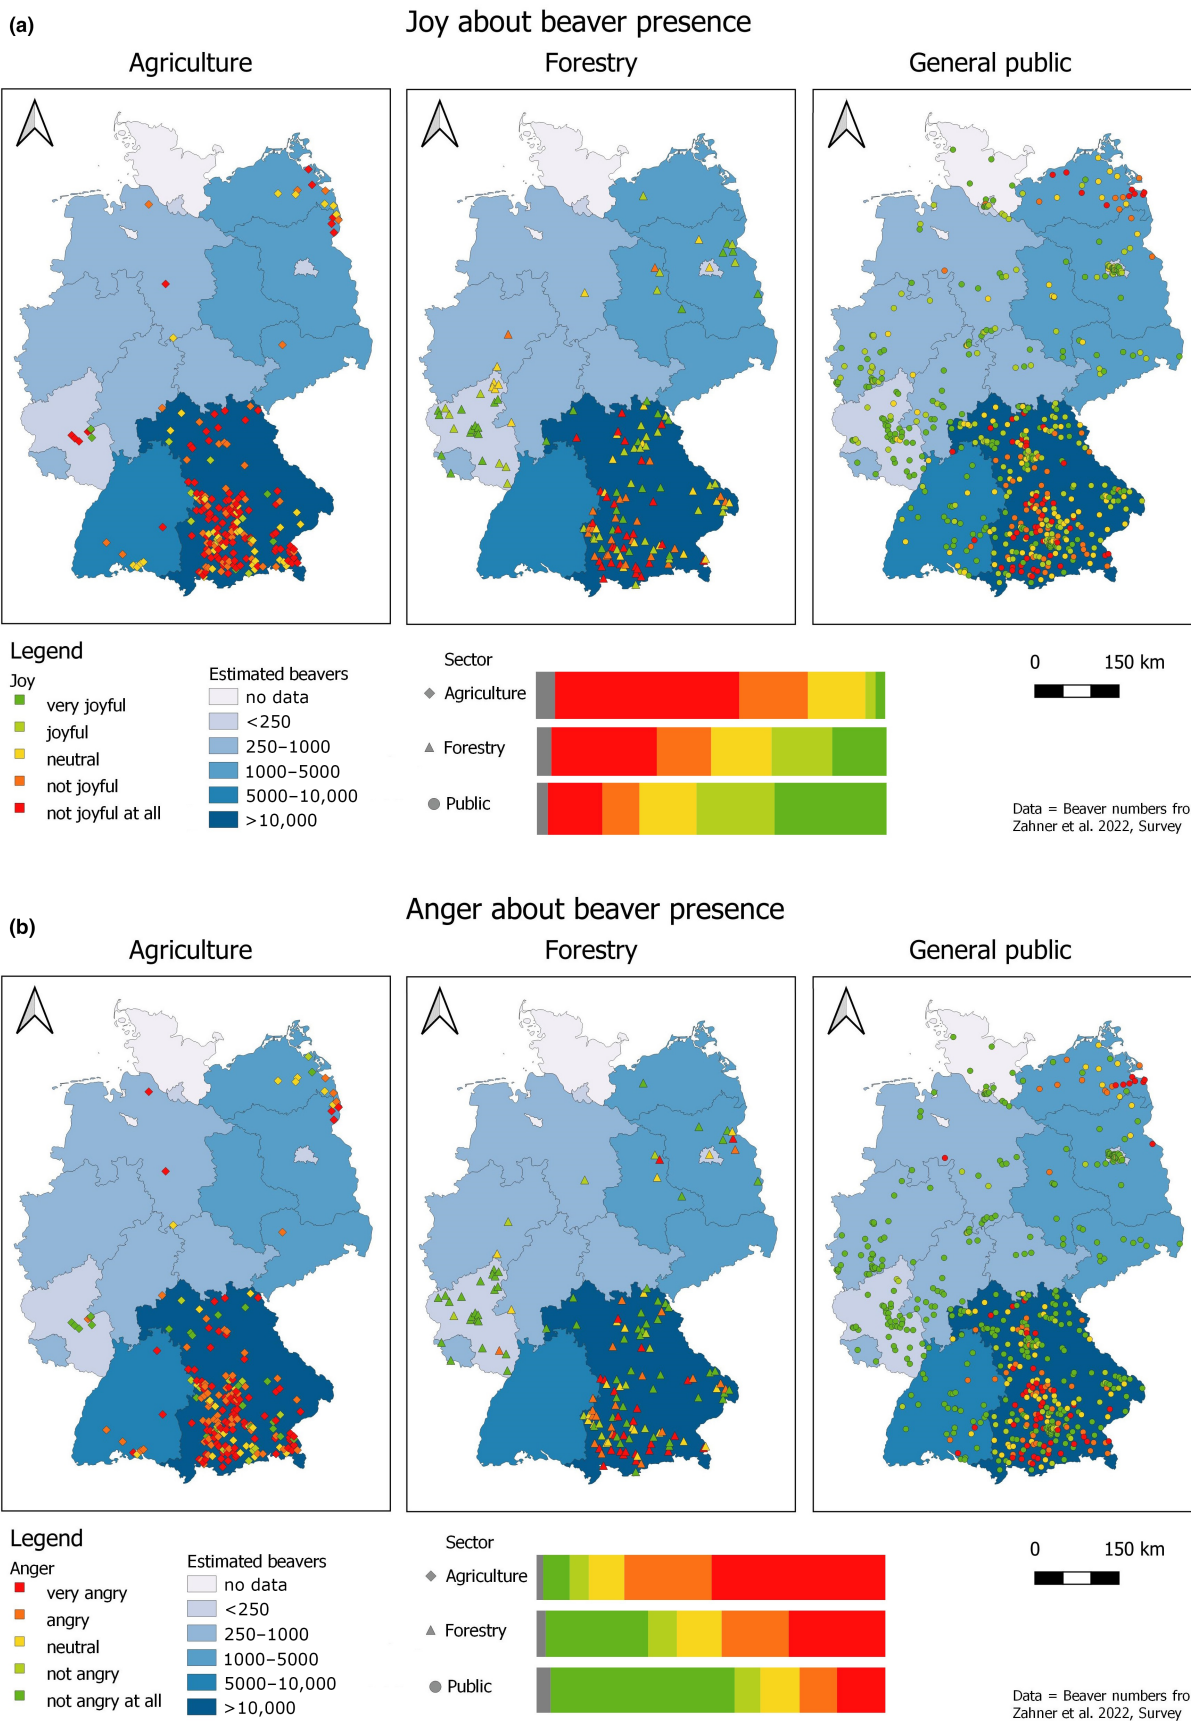 (a)
Joy about beaver presence
Agriculture
Forestry
General public
Legend
Joy
very joyful
joyful
neutral
not joyful
not joyful at all
Estimated beavers
no data
<250
250–1000
1000–5000
5000–10,000
>10,000
Sector
Agriculture
Forestry
Public
0 150 km
Data = Beaver numbers fro
Zahner et al. 2022, Survey
(b)
Anger about beaver presence
Agriculture
Forestry
General public
Legend
Anger
very angry
angry
neutral
not angry
not angry at all
Estimated beavers
no data
<250
250–1000
1000–5000
5000–10,000
>10,000
Sector
Agriculture
Forestry
Public
0 150 km
Data = Beaver numbers fro
Zahner et al. 2022, Survey